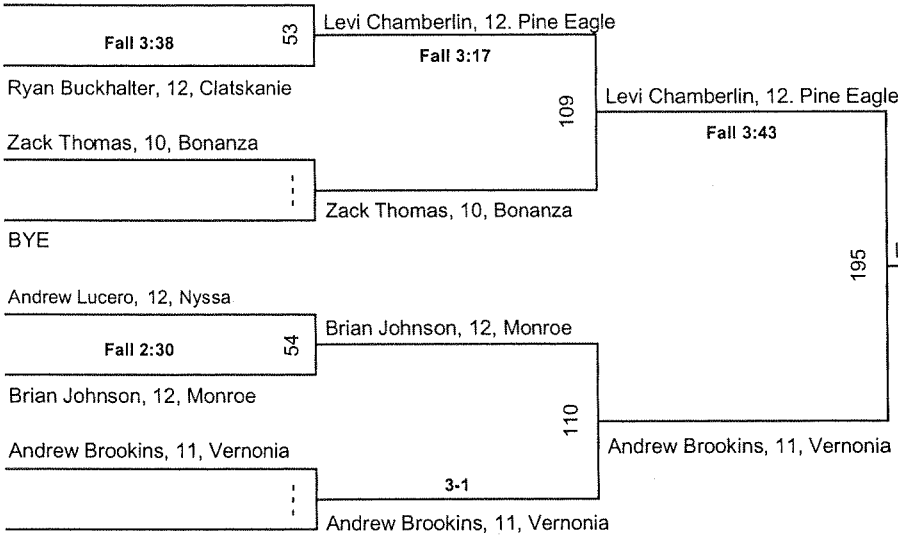 Levi Chamberlin, 12. Pine Eagle
Fall 3:38
53
Fall 3:17
Ryan Buckhalter, 12, Clatskanie
109
Levi Chamberlin, 12. Pine Eagle
Fall 3:43
Zack Thomas, 10, Bonanza
Zack Thomas, 10, Bonanza
BYE
195
Andrew Lucero, 12, Nyssa
Brian Johnson, 12, Monroe
Fall 2:30
54
Brian Johnson, 12, Monroe
110
Andrew Brookins, 11, Vernonia
Andrew Brookins, 11, Vernonia
3-1
Andrew Brookins, 11, Vernonia